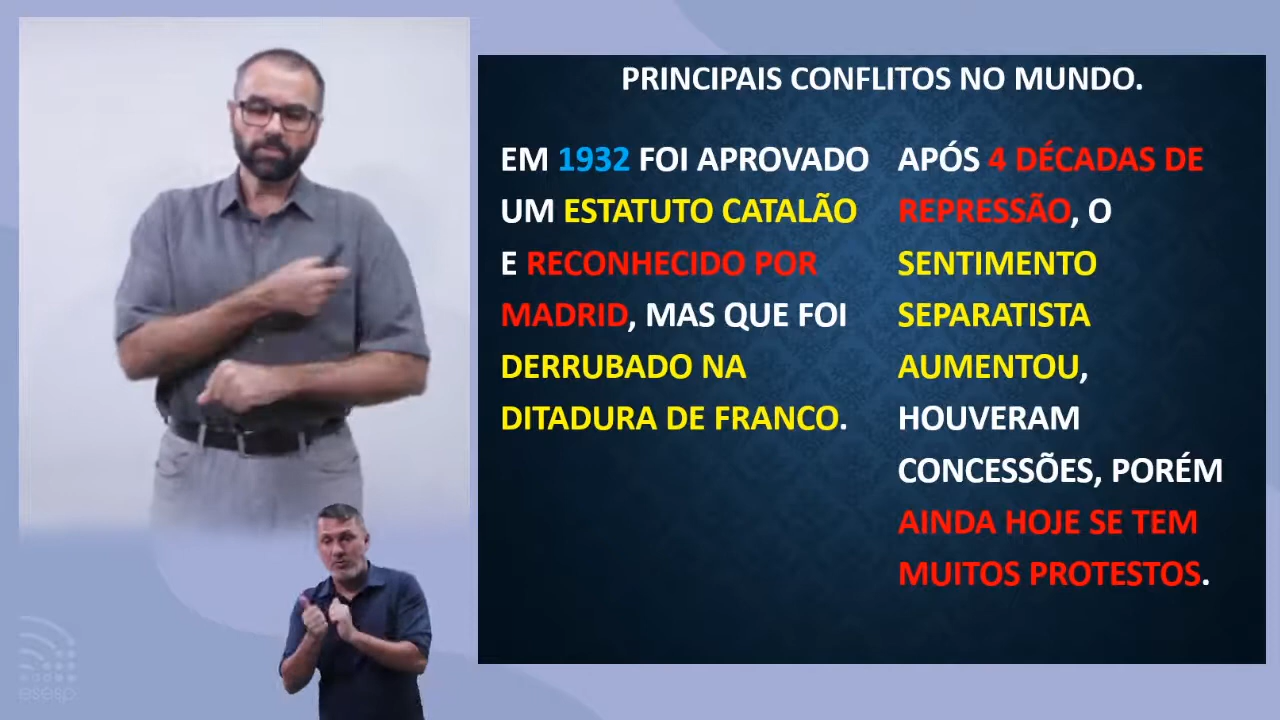 PRINCIPAIS CONFLITOS NO MUNDO.
EM 1932 FOI APROVADO
UM ESTATUTO CATALÃO
E RECONHECIDO POR
MADRID, MAS QUE FOI
DERRUBADO NA
DITADURA DE FRANCO.
APÓS 4 DÉCADAS DE
REPRESSÃO, O
SENTIMENTO
SEPARATISTA
AUMENTOU,
HOUVERAM
CONCESSÕES, PORÉM
AINDA HOJE SE TEM
MUITOS PROTESTOS.
esesp